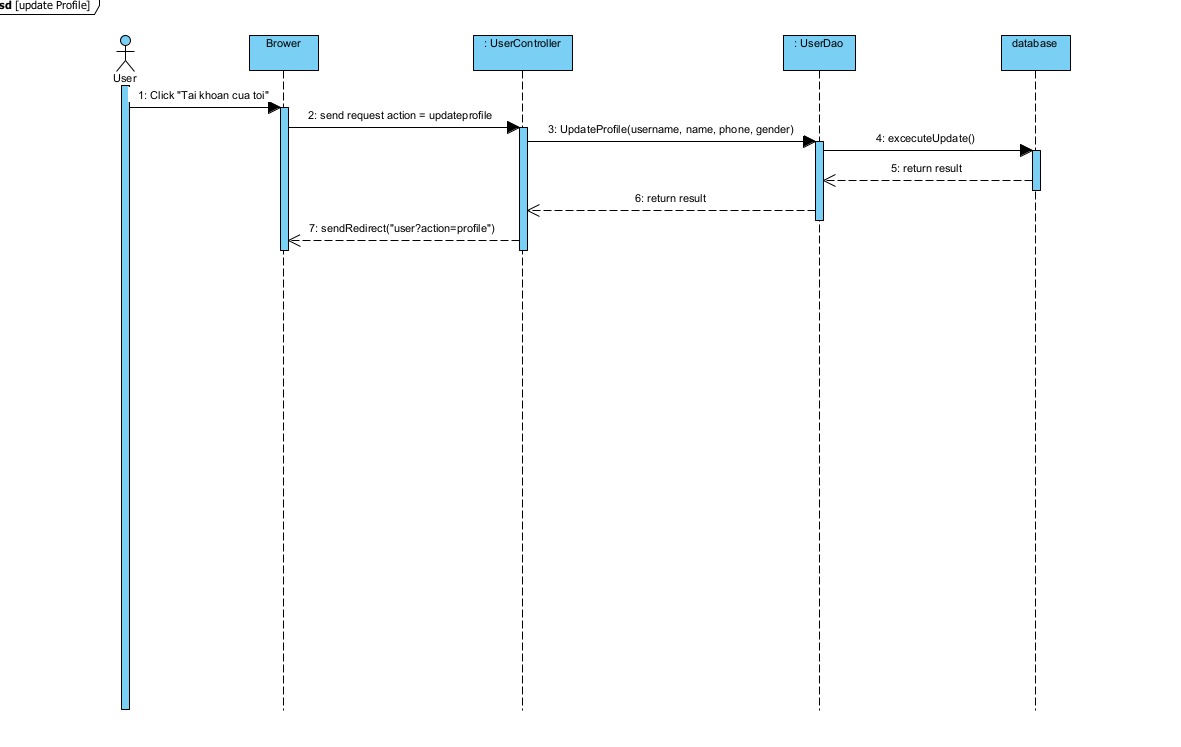 sd [update Profile]
User
Brower
: UserController
: UserDao
database
1: Click "Tai khoan cua toi"
2: send request action = updateprofile
3: UpdateProfile(username, name, phone, gender)
4: excecuteUpdate()
5: return result
6: return result
7: sendRedirect("user?action=profile")